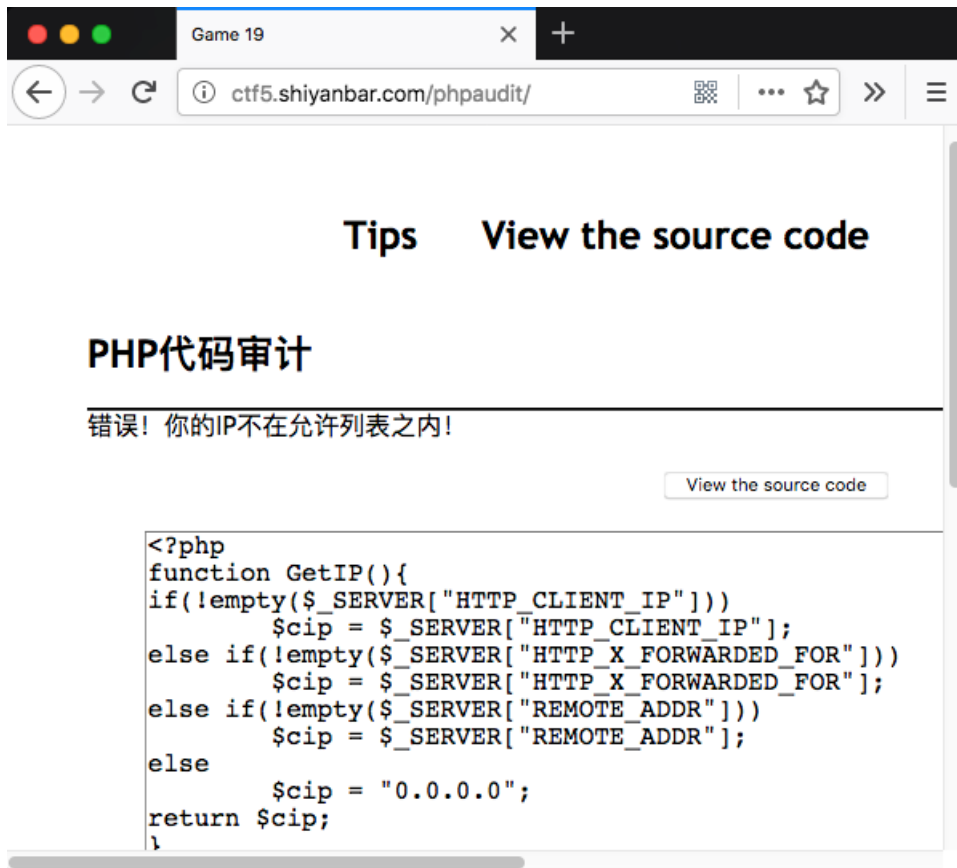 Game 19
ctf5.shiyanbar.com/phpaudit/
Tips View the source code
PHP代码审计
错误！你的IP不在允许列表之内！
View the source code
<?php
function GetIP(){
if(!empty($_SERVER["HTTP_CLIENT_IP"]))
        $cip = $_SERVER["HTTP_CLIENT_IP"];
else if(!empty($_SERVER["HTTP_X_FORWARDED_FOR"]))
        $cip = $_SERVER["HTTP_X_FORWARDED_FOR"];
else if(!empty($_SERVER["REMOTE_ADDR"]))
        $cip = $_SERVER["REMOTE_ADDR"];
else
        $cip = "0.0.0.0";
return $cip;
}